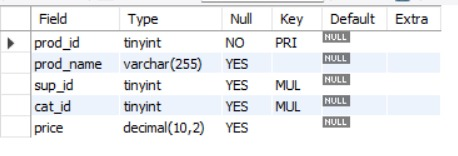 Field Type Null Key Default Extra
prod_id tinyint NO PRI NULL
prod_name varchar(255) YES NULL
sup_id tinyint YES MUL NULL
cat_id tinyint YES MUL NULL
price decimal(10,2) YES NULL